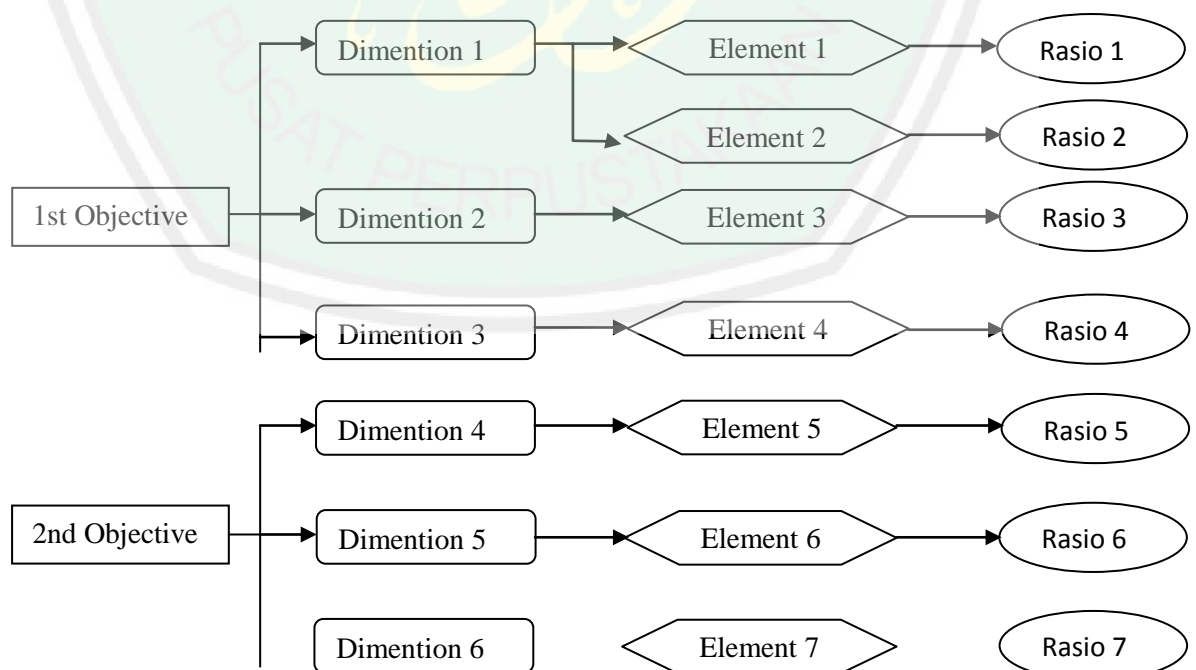 Dimention 1 Element 1 Rasio 1
Element 2 Rasio 2
1st Objective Dimention 2 Element 3 Rasio 3
Dimention 3 Element 4 Rasio 4
Dimention 4 Element 5 Rasio 5
2nd Objective Dimention 5 Element 6 Rasio 6
Dimention 6 Element 7 Rasio 7
PUSAT PERPUSTAKAAN